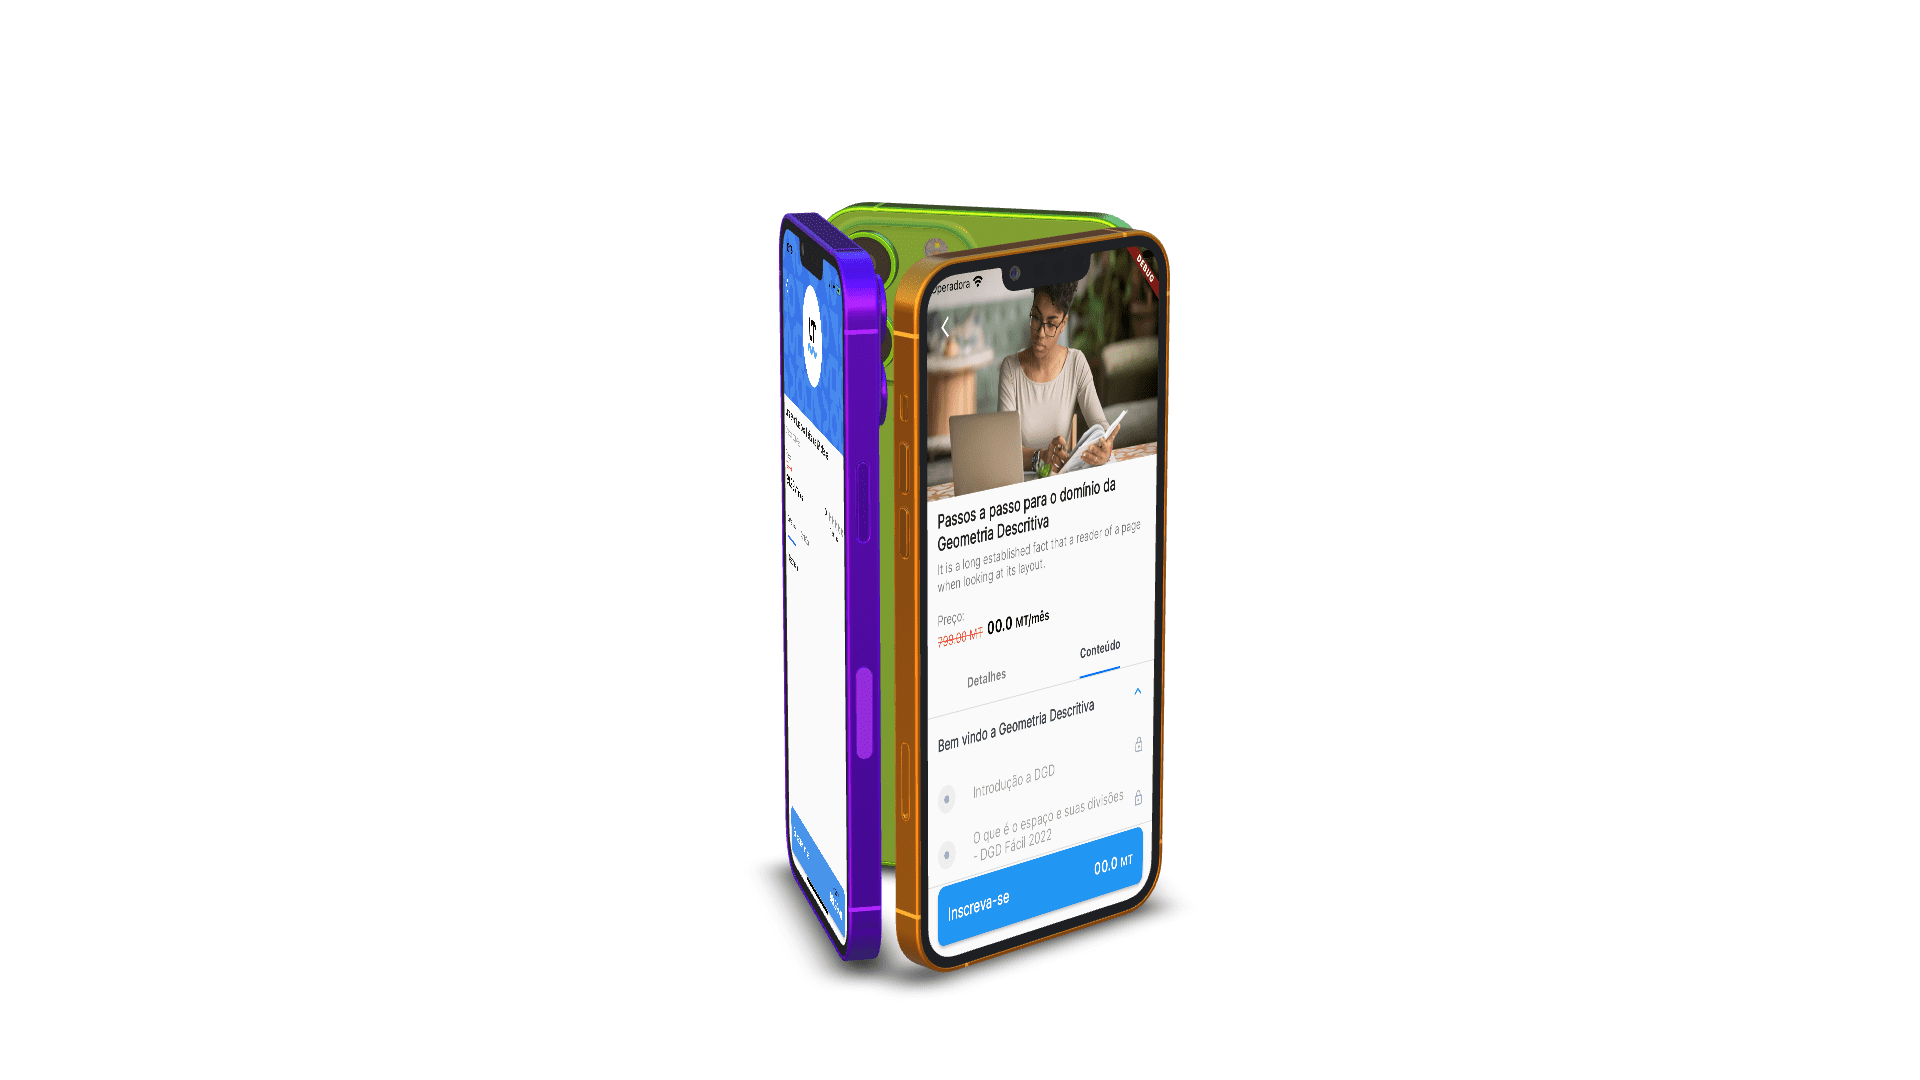 Operadora
DEBUG
Passos a passo para o domínio da
Geometria Descritiva
It is a long established fact that a reader of a page
when looking at its layout.
Preço:
799.00 MT 00.0 MT/mês
Detalhes Conteúdo
Bem vindo a Geometria Descritiva
Introdução a DGD
O que é o espaço e suas divisões
- DGD Fácil 2022
Inscreva-se 00.0 MT